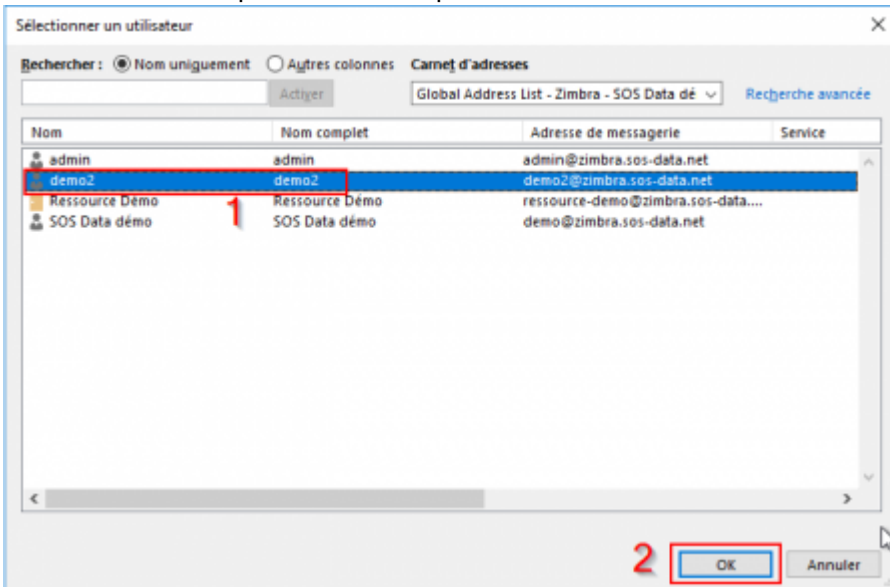 Sélectionner un utilisateur
Rechercher : Nom uniquement Autres colonnes Carnet d'adresses
Activer Global Address List - Zimbra - SOS Data dé Recherche avancée
Nom Nom complet Adresse de messagerie Service
admin admin admin@zimbra.sos-data.net
demo2 demo2 demo2@zimbra.sos-data.net
Ressource Démo Ressource Démo ressource-demo@zimbra.sos-data....
1
SOS Data démo SOS Data démo demo@zimbra.sos-data.net
2 OK Annuler